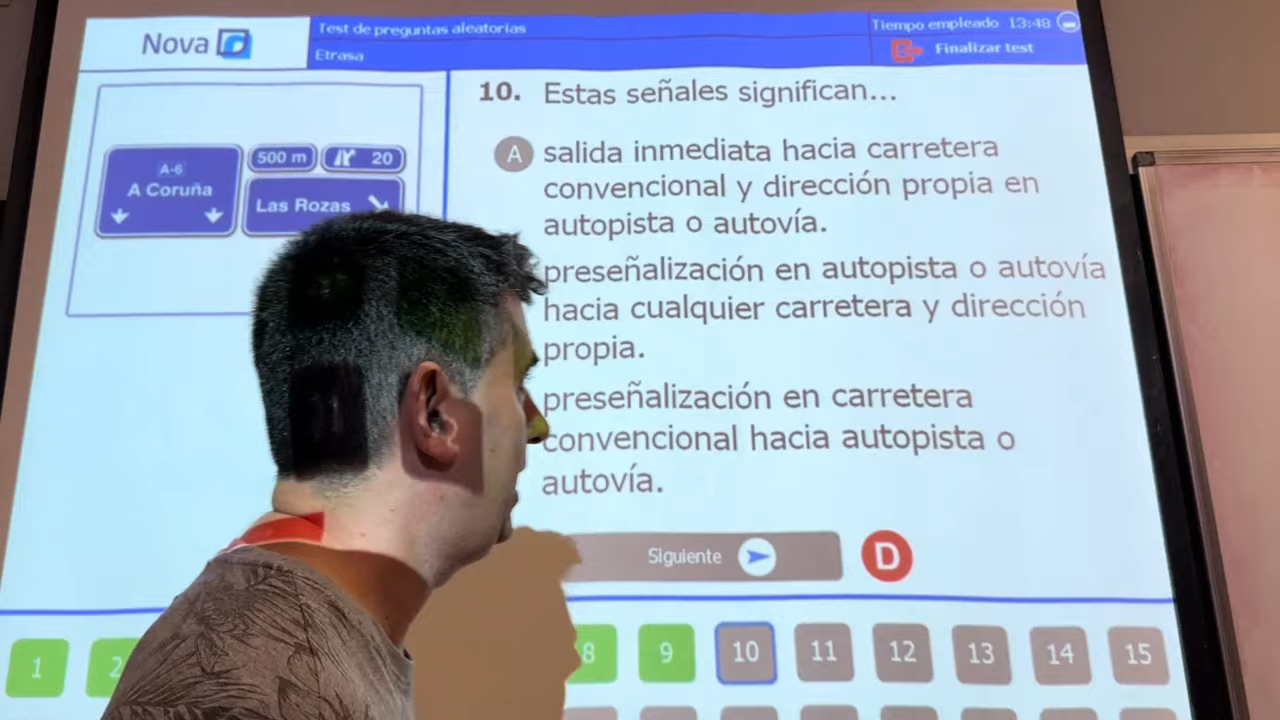 Nova
Test de preguntas aleatorias
Etrasa
Tiempo empleado 13:48
Finalizar test
A-6
A Coruña
500 m
20
Las Rozas
10. Estas señales significan...
A salida inmediata hacia carretera
convencional y dirección propia en
autopista o autovía.
preseñalización en autopista o autovía
hacia cualquier carretera y dirección
propia.
preseñalización en carretera
convencional hacia autopista o
autovía.
Siguiente
D
1 2 8 9 10 11 12 13 14 15